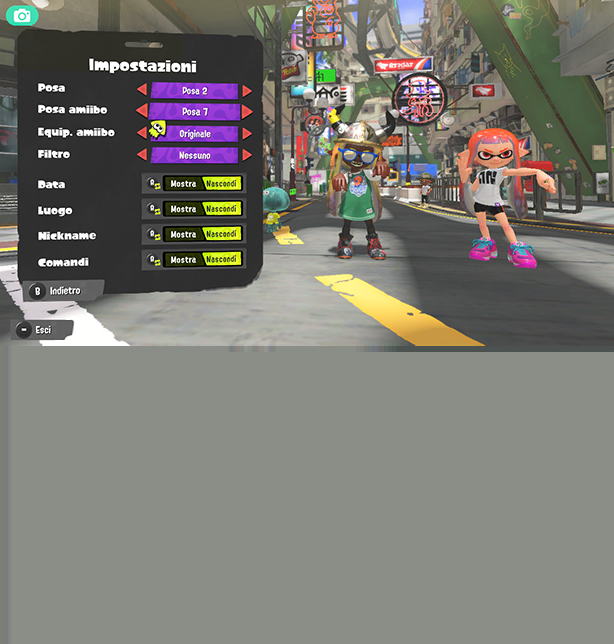 Impostazioni
Posa
Posa 2
Posa amiibo
Posa 7
Equip. amiibo
Originale
Filtro
Nessuno
Data
Mostra Nascondi
Luogo
Mostra Nascondi
Nickname
Mostra Nascondi
Comandi
Mostra Nascondi
B Indietro
Esci